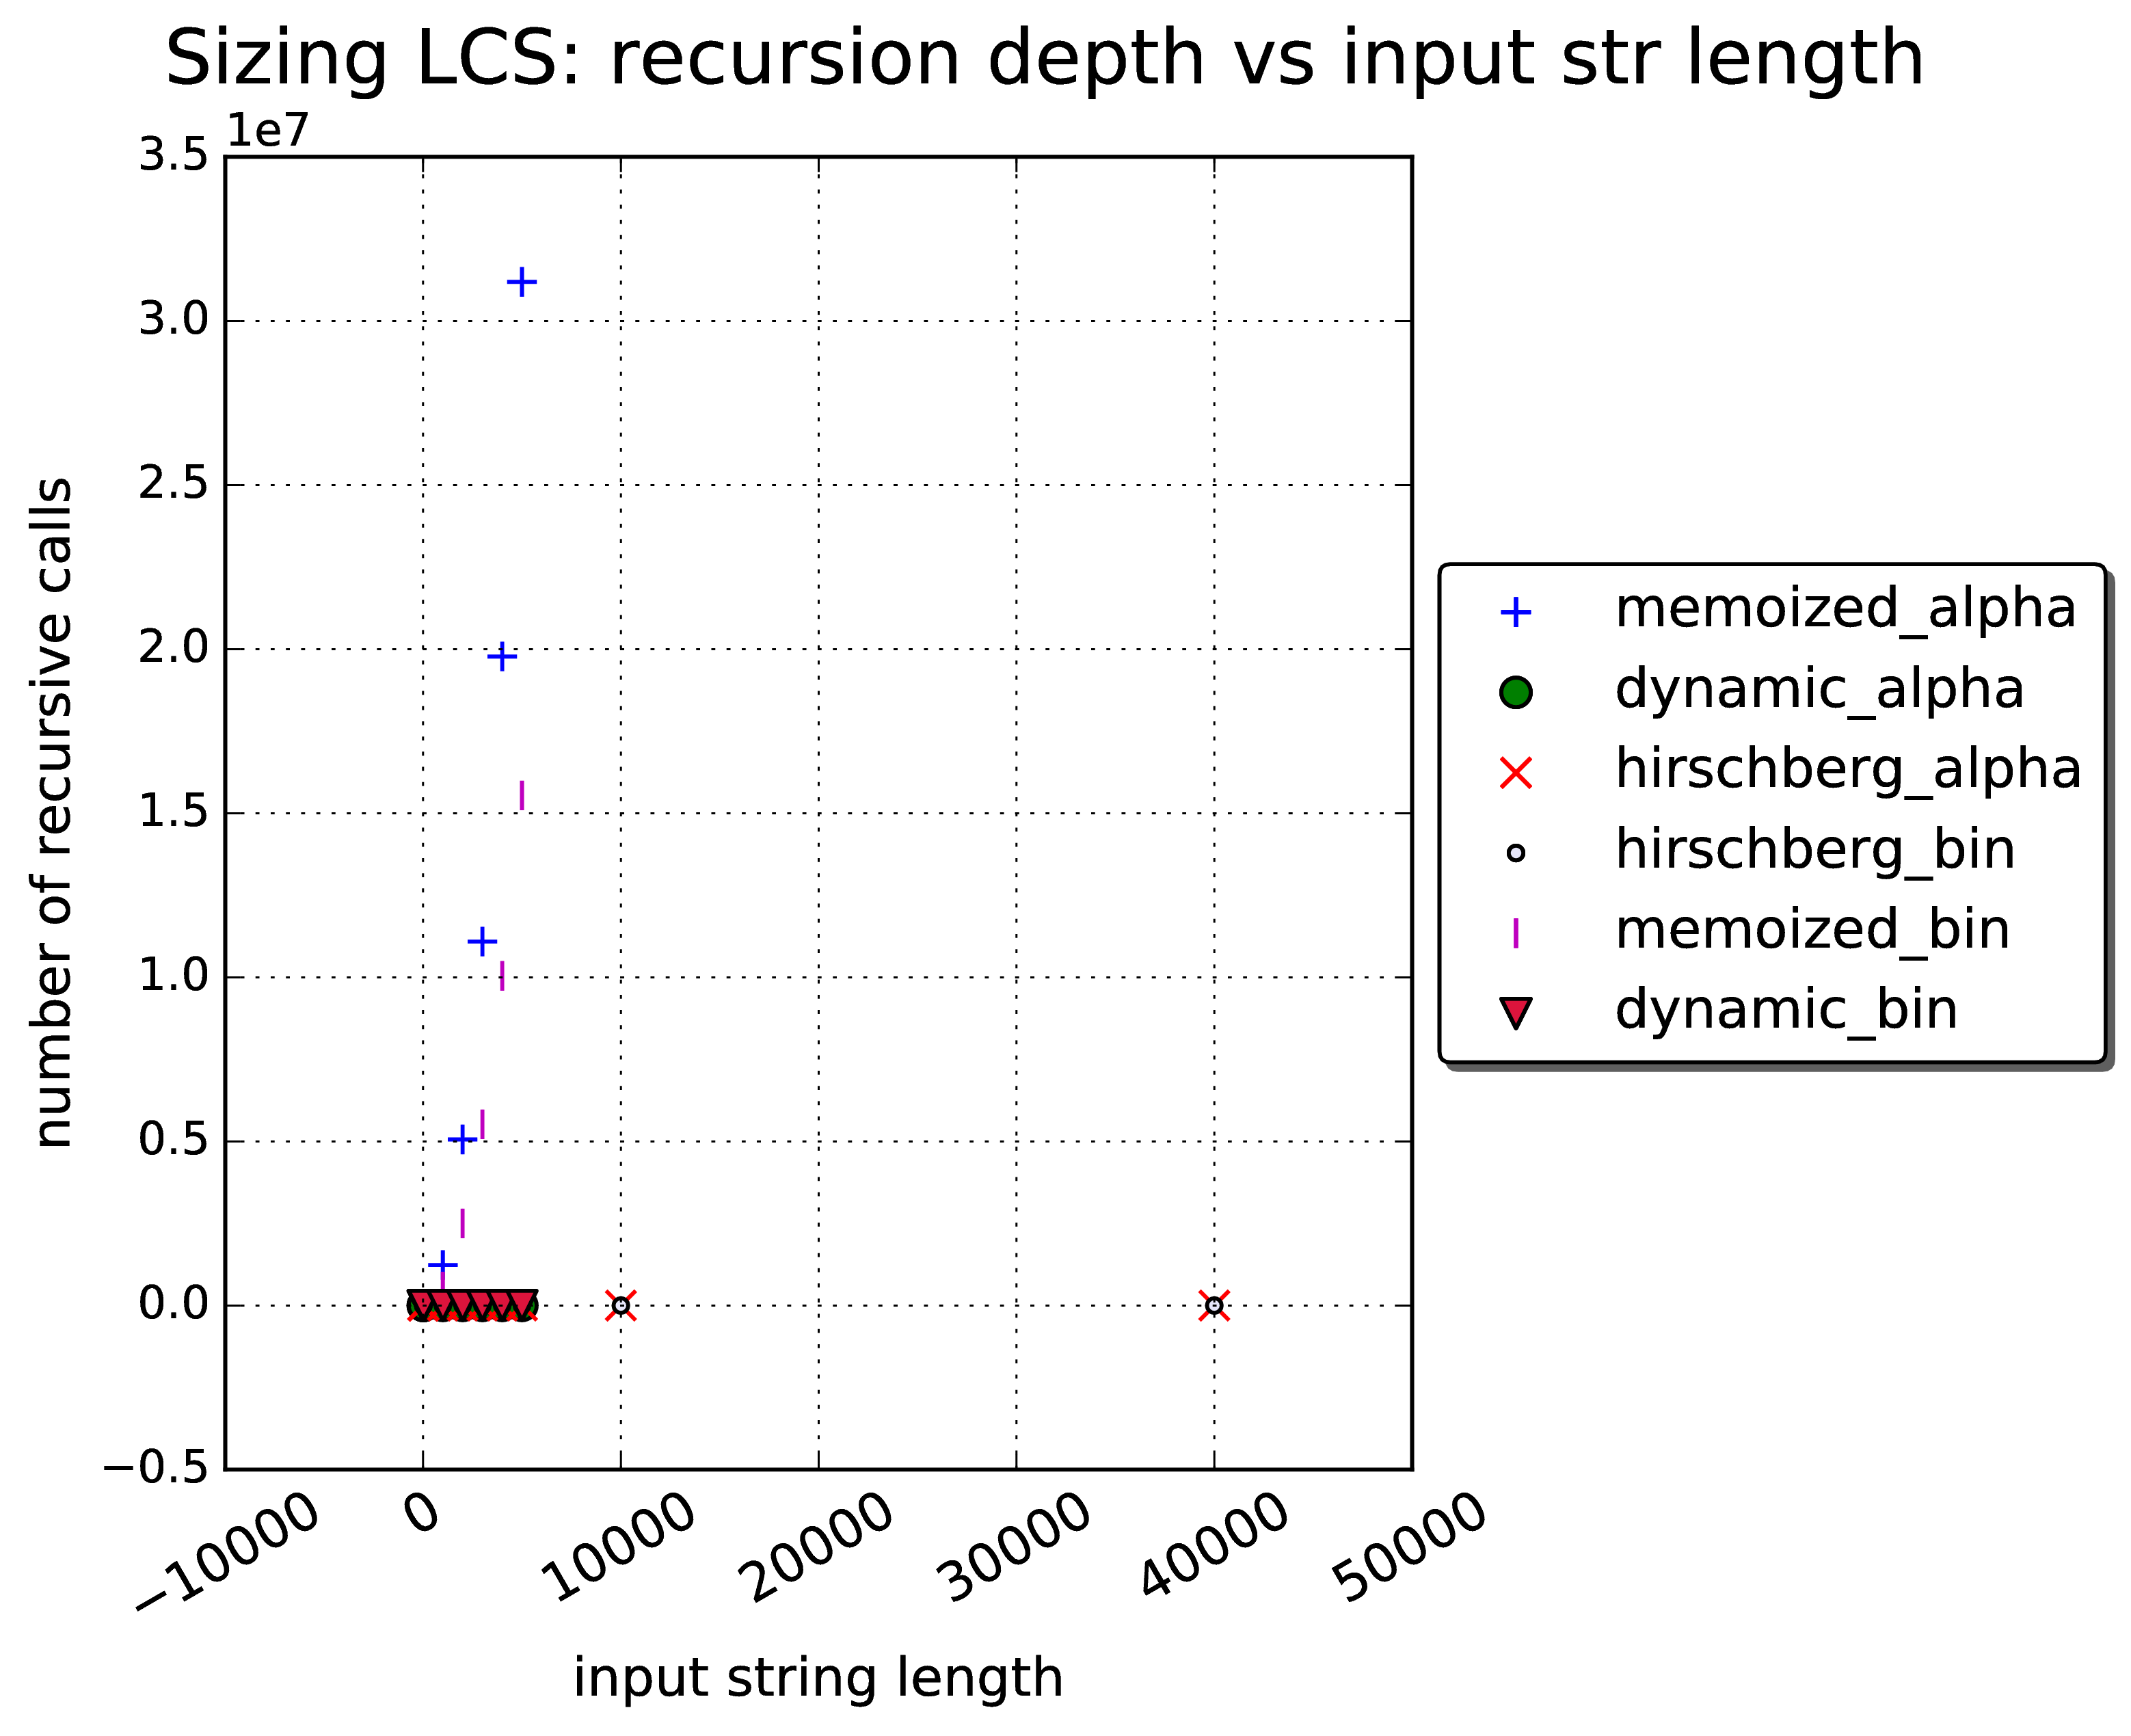 Sizing LCS: recursion depth vs input str length
1e7
3.5
3.0
2.5
2.0
1.5
1.0
0.5
0.0
−0.5
number of recursive calls
−10000
0
10000
20000
30000
40000
50000
input string length
memoized_alpha
dynamic_alpha
hirschberg_alpha
hirschberg_bin
memoized_bin
dynamic_bin